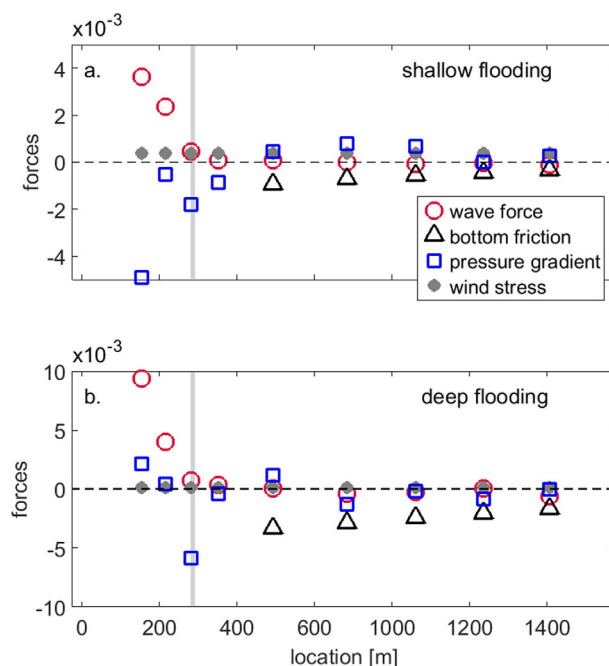 x10-3
a. shallow flooding
4
2
0
-2
-4
forces
wave force
bottom friction
pressure gradient
wind stress
x10-3
b. deep flooding
10
5
0
-5
-10
forces
0 200 400 600 800 1000 1200 1400
location [m]